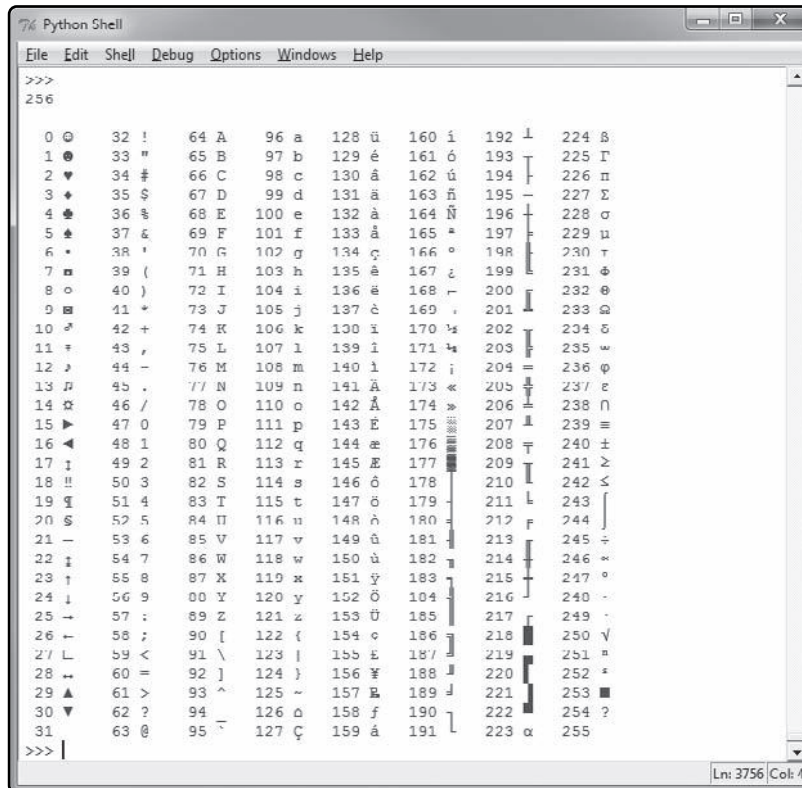 Python Shell
File Edit Shell Debug Options Windows Help
>>>
256
0 ☺ 32 ! 64 A 96 a 128 ü 160 í 192 ┴ 224 ß
1 ☻ 33 " 65 B 97 b 129 é 161 ó 193 ┬ 225 Γ
2 ♥ 34 # 66 C 98 c 130 â 162 ú 194 ├ 226 π
3 ♦ 35 $ 67 D 99 d 131 ä 163 ñ 195 ─ 227 Σ
4 ♣ 36 % 68 E 100 e 132 à 164 Ñ 196 ┼ 228 σ
5 ♠ 37 & 69 F 101 f 133 å 165 ª 197 ╞ 229 µ
6 • 38 ' 70 G 102 g 134 ç 166 º 198 ╟ 230 τ
7 ◘ 39 ( 71 H 103 h 135 ê 167 ¿ 199 ╚ 231 Φ
8 ○ 40 ) 72 I 104 i 136 ë 168 ⌐ 200 ╔ 232 Θ
9 ◙ 41 * 73 J 105 j 137 è 169 201 ╩ 233 Ω
10 ♂ 42 + 74 K 106 k 138 ï 170 ½ 202 ╦ 234 δ
11 ♀ 43 , 75 L 107 l 139 î 171 ¼ 203 ╠ 235 ∞
12 ♪ 44 - 76 M 108 m 140 ì 172 ¡ 204 ═ 236 φ
13 ♫ 45 . 77 N 109 n 141 Ä 173 « 205 ╬ 237 ε
14 ☼ 46 / 78 O 110 o 142 Å 174 » 206 ╧ 238 ∩
15 ► 47 0 79 P 111 p 143 É 175 ░ 207 ╨ 239 ≡
16 ◄ 48 1 80 Q 112 q 144 æ 176 ▒ 208 ╤ 240 ±
17 ↕ 49 2 81 R 113 r 145 Æ 177 ▓ 209 ╥ 241 ≥
18 ‼ 50 3 82 S 114 s 146 ô 178 │ 210 ╙ 242 ≤
19 ¶ 51 4 83 T 115 t 147 ö 179 ┤ 211 ╘ 243 ⌠
20 § 52 5 84 U 116 u 148 ò 180 ╡ 212 ╒ 244 ⌡
21 ▬ 53 6 85 V 117 v 149 û 181 ╢ 213 ╓ 245 ÷
22 ↨ 54 7 86 W 118 w 150 ù 182 ╖ 214 ╫ 246 ≈
23 ↑ 55 8 87 X 119 x 151 ÿ 183 ╕ 215 ╪ 247 °
24 ↓ 56 9 88 Y 120 y 152 Ö 184 ╣ 216 ┘ 248 ∙
25 → 57 : 89 Z 121 z 153 Ü 185 ║ 217 ┌ 249 ·
26 ← 58 ; 90 [ 122 { 154 ¢ 186 ╗ 218 █ 250 √
27 ∟ 59 < 91 \ 123 | 155 £ 187 ╝ 219 ▄ 251 ⁿ
28 ↔ 60 = 92 ] 124 } 156 ¥ 188 ╜ 220 ▌ 252 ²
29 ▲ 61 > 93 ^ 125 ~ 157 ₧ 189 ╛ 221 ▐ 253 ■
30 ▼ 62 ? 94 _ 126 ⌂ 158 ƒ 190 ┐ 222 ▀ 254 ?
31 63 @ 95 ` 127 Ç 159 á 191 └ 223 α 255
>>>
Ln: 3756 Col: 4